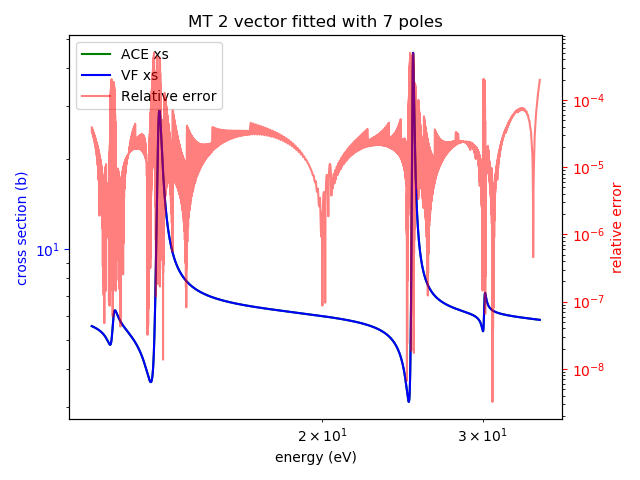 MT 2 vector fitted with 7 poles
ACE xs
VF xs
Relative error
cross section (b)
10¹
10⁻⁴
10⁻⁵
10⁻⁶
10⁻⁷
10⁻⁸
relative error
2 × 10¹
3 × 10¹
energy (eV)